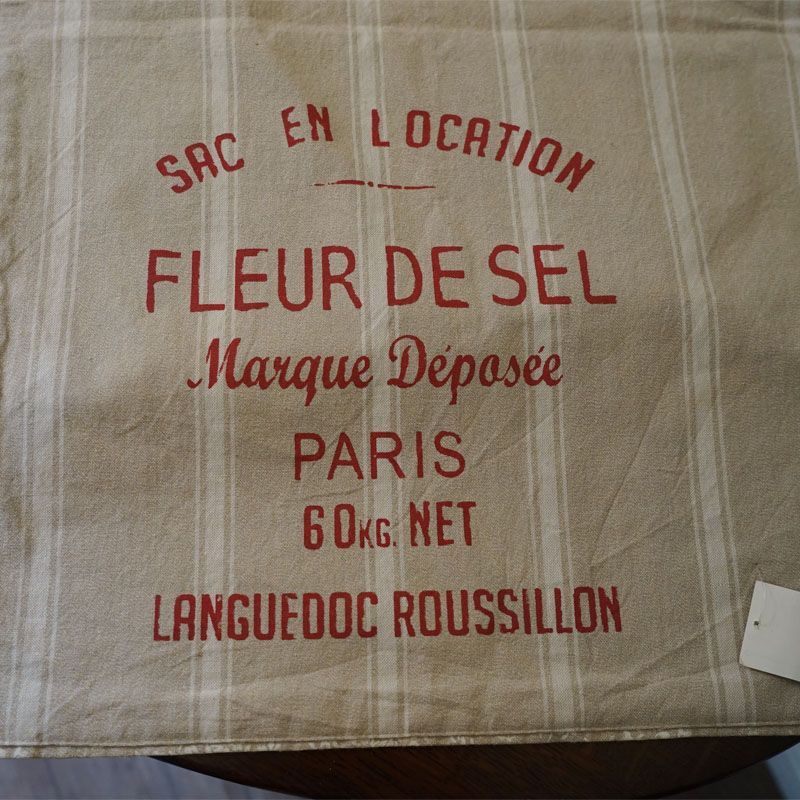 SAC EN LOCATION
FLEUR DE SEL
Marque Déposée
PARIS
60KG. NET
LANGUEDOC ROUSSILLON